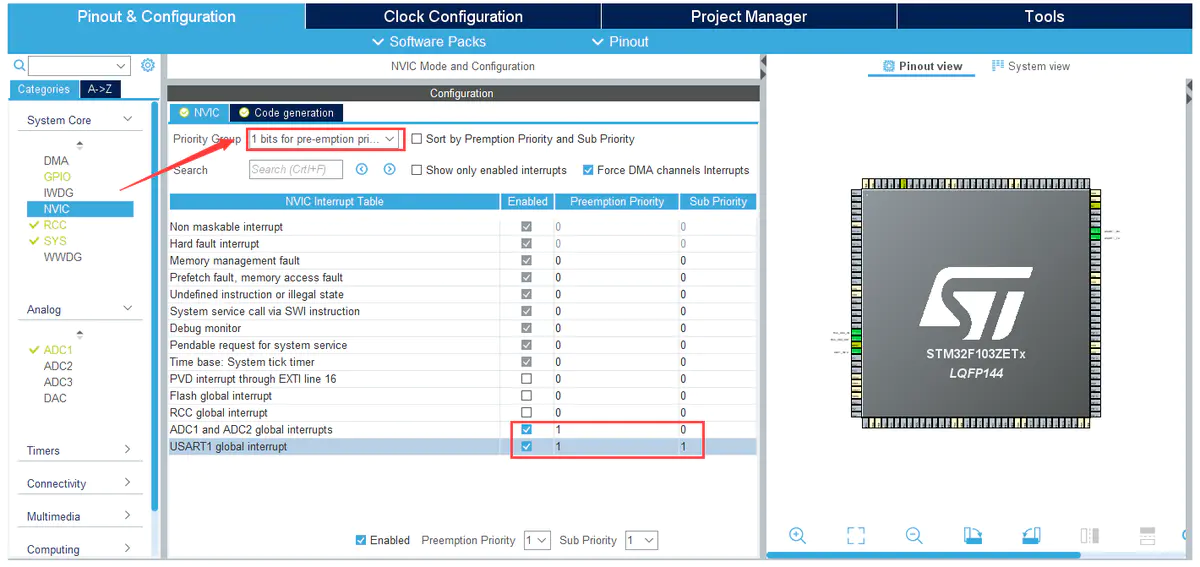 Pinout & Configuration Clock Configuration Project Manager Tools
Software Packs Pinout
NVIC Mode and Configuration
Pinout view System view
Categories A->Z
Configuration
System Core
DMA
GPIO
IWDG
NVIC
RCC
SYS
WWDG
Analog
ADC1
ADC2
ADC3
DAC
Timers
Connectivity
Multimedia
Computing
NVIC Code generation
Priority Group 1 bits for pre-emption pri... Sort by Premption Priority and Sub Priority
Search Search (Crtl+F) Show only enabled interrupts Force DMA channels Interrupts
NVIC Interrupt Table Enabled Preemption Priority Sub Priority
Non maskable interrupt 0 0
Hard fault interrupt 0 0
Memory management fault 0 0
Prefetch fault, memory access fault 0 0
Undefined instruction or illegal state 0 0
System service call via SWI instruction 0 0
Debug monitor 0 0
Pendable request for system service 0 0
Time base: System tick timer 0 0
PVD interrupt through EXTI line 16 0 0
Flash global interrupt 0 0
RCC global interrupt 0 0
ADC1 and ADC2 global interrupts 1 0
USART1 global interrupt 1 1
Enabled Preemption Priority 1 Sub Priority 1
ST
STM32F103ZETx
LQFP144